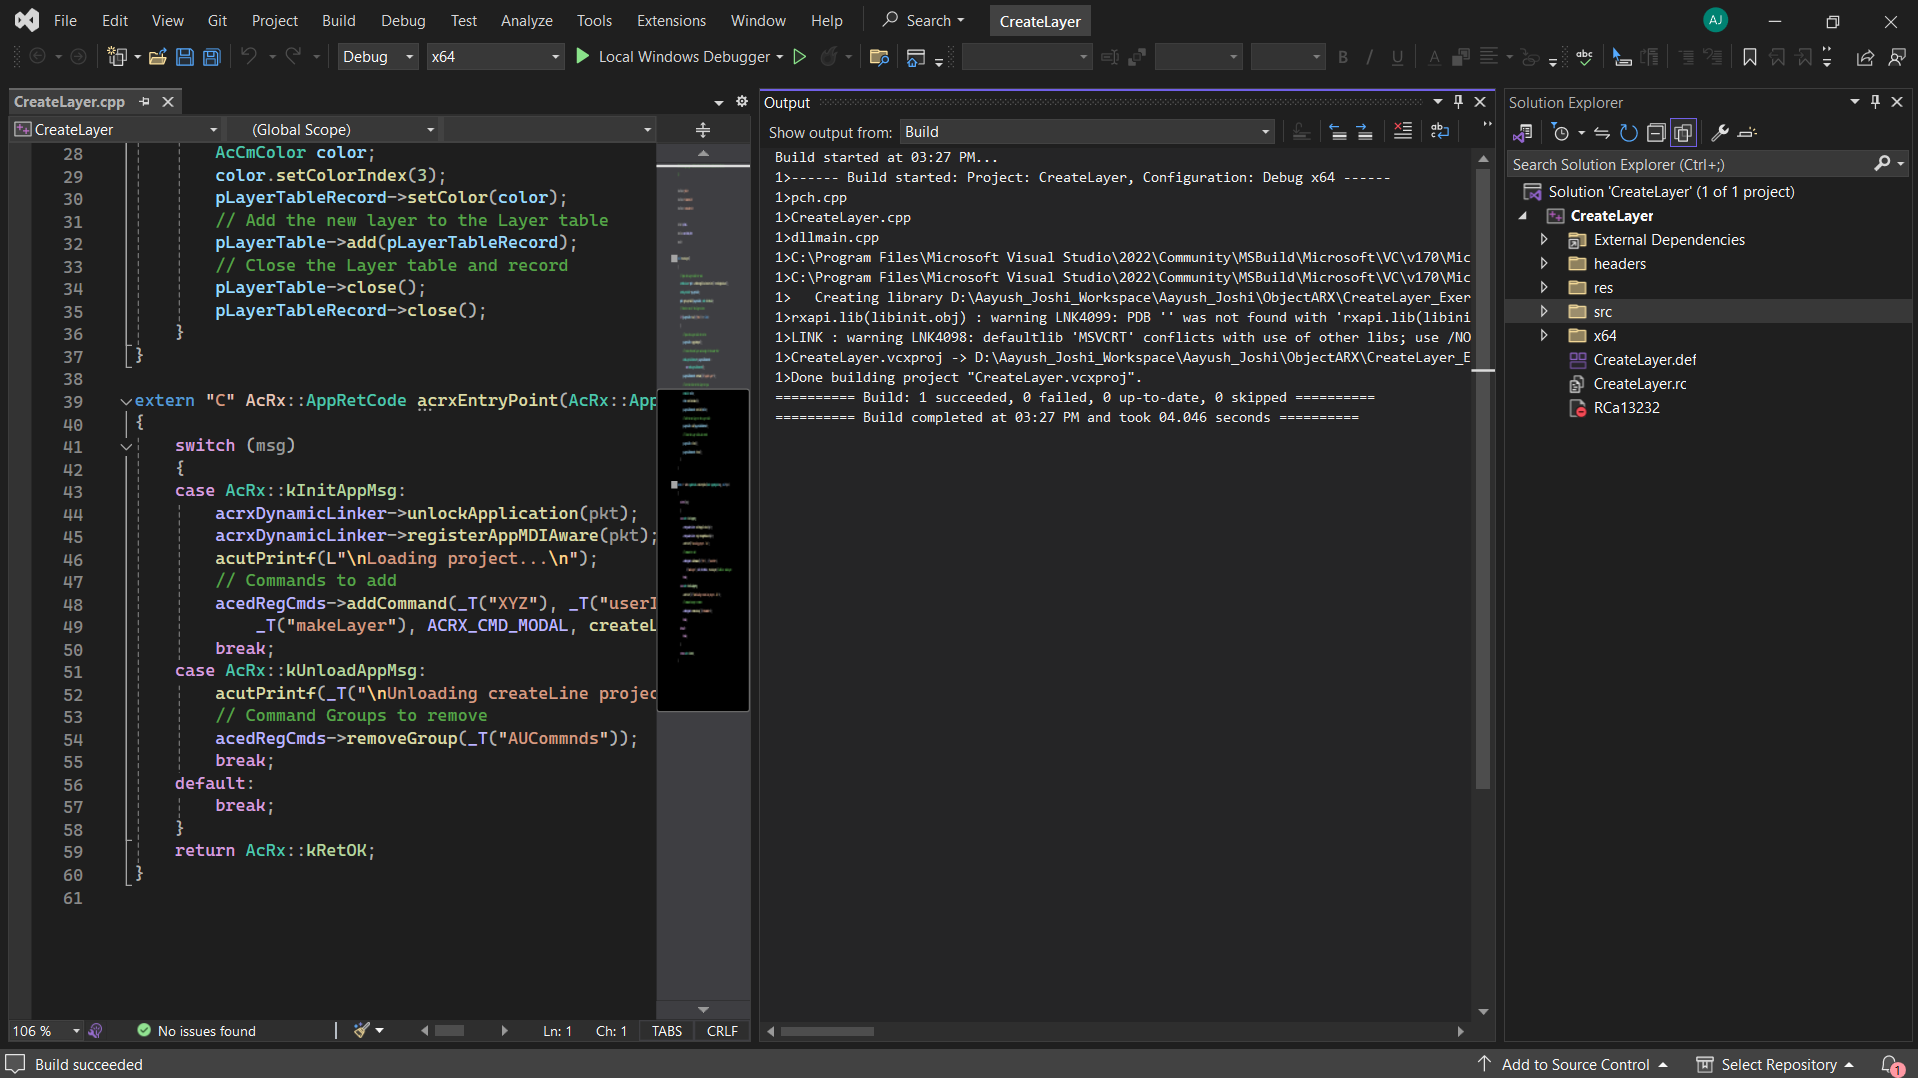 File Edit View Git Project Build Debug Test Analyze Tools Extensions Window Help Search CreateLayer AJ
Debug x64 Local Windows Debugger
CreateLayer.cpp
CreateLayer (Global Scope)
28 AcCmColor color;
29 color.setColorIndex(3);
30 pLayerTableRecord->setColor(color);
31 // Add the new layer to the Layer table
32 pLayerTable->add(pLayerTableRecord);
33 // Close the Layer table and record
34 pLayerTable->close();
35 pLayerTableRecord->close();
36 }
37 }
38
39 extern "C" AcRx::AppRetCode acrxEntryPoint(AcRx::App
40 {
41 switch (msg)
42 {
43 case AcRx::kInitAppMsg:
44 acrxDynamicLinker->unlockApplication(pkt);
45 acrxDynamicLinker->registerAppMDIAware(pkt);
46 acutPrintf(L"\nLoading project...\n");
47 // Commands to add
48 acedRegCmds->addCommand(_T("XYZ"), _T("userI
49 _T("makeLayer"), ACRX_CMD_MODAL, createL
50 break;
51 case AcRx::kUnloadAppMsg:
52 acutPrintf(_T("\nUnloading createLine projec
53 // Command Groups to remove
54 acedRegCmds->removeGroup(_T("AUCommnds"));
55 break;
56 default:
57 break;
58 }
59 return AcRx::kRetOK;
60 }
61
106 % No issues found Ln: 1 Ch: 1 TABS CRLF
Output
Show output from: Build
Build started at 03:27 PM...
1>------ Build started: Project: CreateLayer, Configuration: Debug x64 ------
1>pch.cpp
1>CreateLayer.cpp
1>dllmain.cpp
1>C:\Program Files\Microsoft Visual Studio\2022\Community\MSBuild\Microsoft\VC\v170\Mic
1>C:\Program Files\Microsoft Visual Studio\2022\Community\MSBuild\Microsoft\VC\v170\Mic
1>   Creating library D:\Aayush_Joshi_Workspace\Aayush_Joshi\ObjectARX\CreateLayer_Exer
1>rxapi.lib(libinit.obj) : warning LNK4099: PDB '' was not found with 'rxapi.lib(libini
1>LINK : warning LNK4098: defaultlib 'MSVCRT' conflicts with use of other libs; use /NO
1>CreateLayer.vcxproj -> D:\Aayush_Joshi_Workspace\Aayush_Joshi\ObjectARX\CreateLayer_E
1>Done building project "CreateLayer.vcxproj".
========== Build: 1 succeeded, 0 failed, 0 up-to-date, 0 skipped ==========
========== Build completed at 03:27 PM and took 04.046 seconds ==========
Solution Explorer
Search Solution Explorer (Ctrl+;)
Solution 'CreateLayer' (1 of 1 project)
CreateLayer
External Dependencies
headers
res
src
x64
CreateLayer.def
CreateLayer.rc
RCa13232
Build succeeded Add to Source Control Select Repository 1